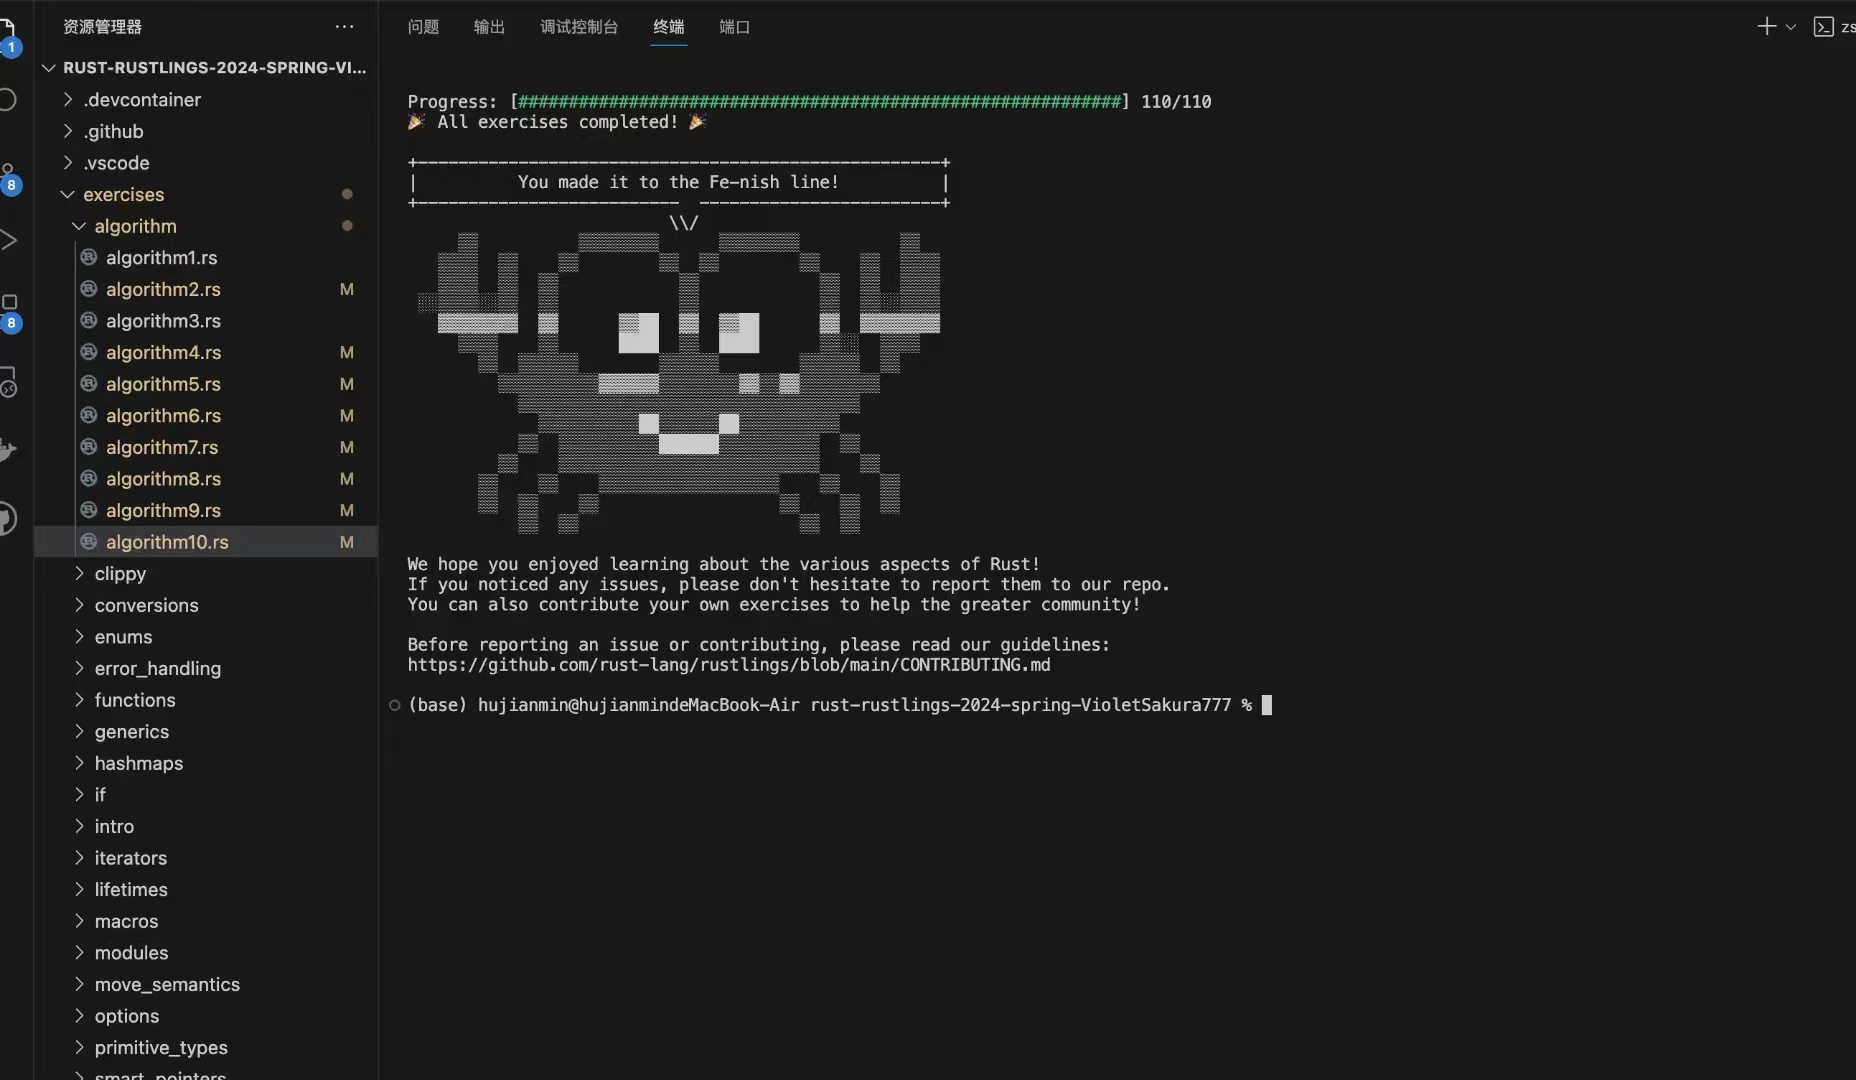 资源管理器
RUST-RUSTLINGS-2024-SPRING-VI...
.devcontainer
.github
.vscode
exercises
algorithm
algorithm1.rs
algorithm2.rs M
algorithm3.rs
algorithm4.rs M
algorithm5.rs M
algorithm6.rs M
algorithm7.rs M
algorithm8.rs M
algorithm9.rs M
algorithm10.rs M
clippy
conversions
enums
error_handling
functions
generics
hashmaps
if
intro
iterators
lifetimes
macros
modules
move_semantics
options
primitive_types
smart_pointers
1
8
8
问题 输出 调试控制台 终端 端口
zs
Progress: [############################################################] 110/110
🎉 All exercises completed! 🎉
+----------------------------------------------------+
|          You made it to the Fe-nish line!          |
+--------------------------  ------------------------+
\\/
We hope you enjoyed learning about the various aspects of Rust!
If you noticed any issues, please don't hesitate to report them to our repo.
You can also contribute your own exercises to help the greater community!
Before reporting an issue or contributing, please read our guidelines:
https://github.com/rust-lang/rustlings/blob/main/CONTRIBUTING.md
(base) hujianmin@hujianmindeMacBook-Air rust-rustlings-2024-spring-VioletSakura777 %